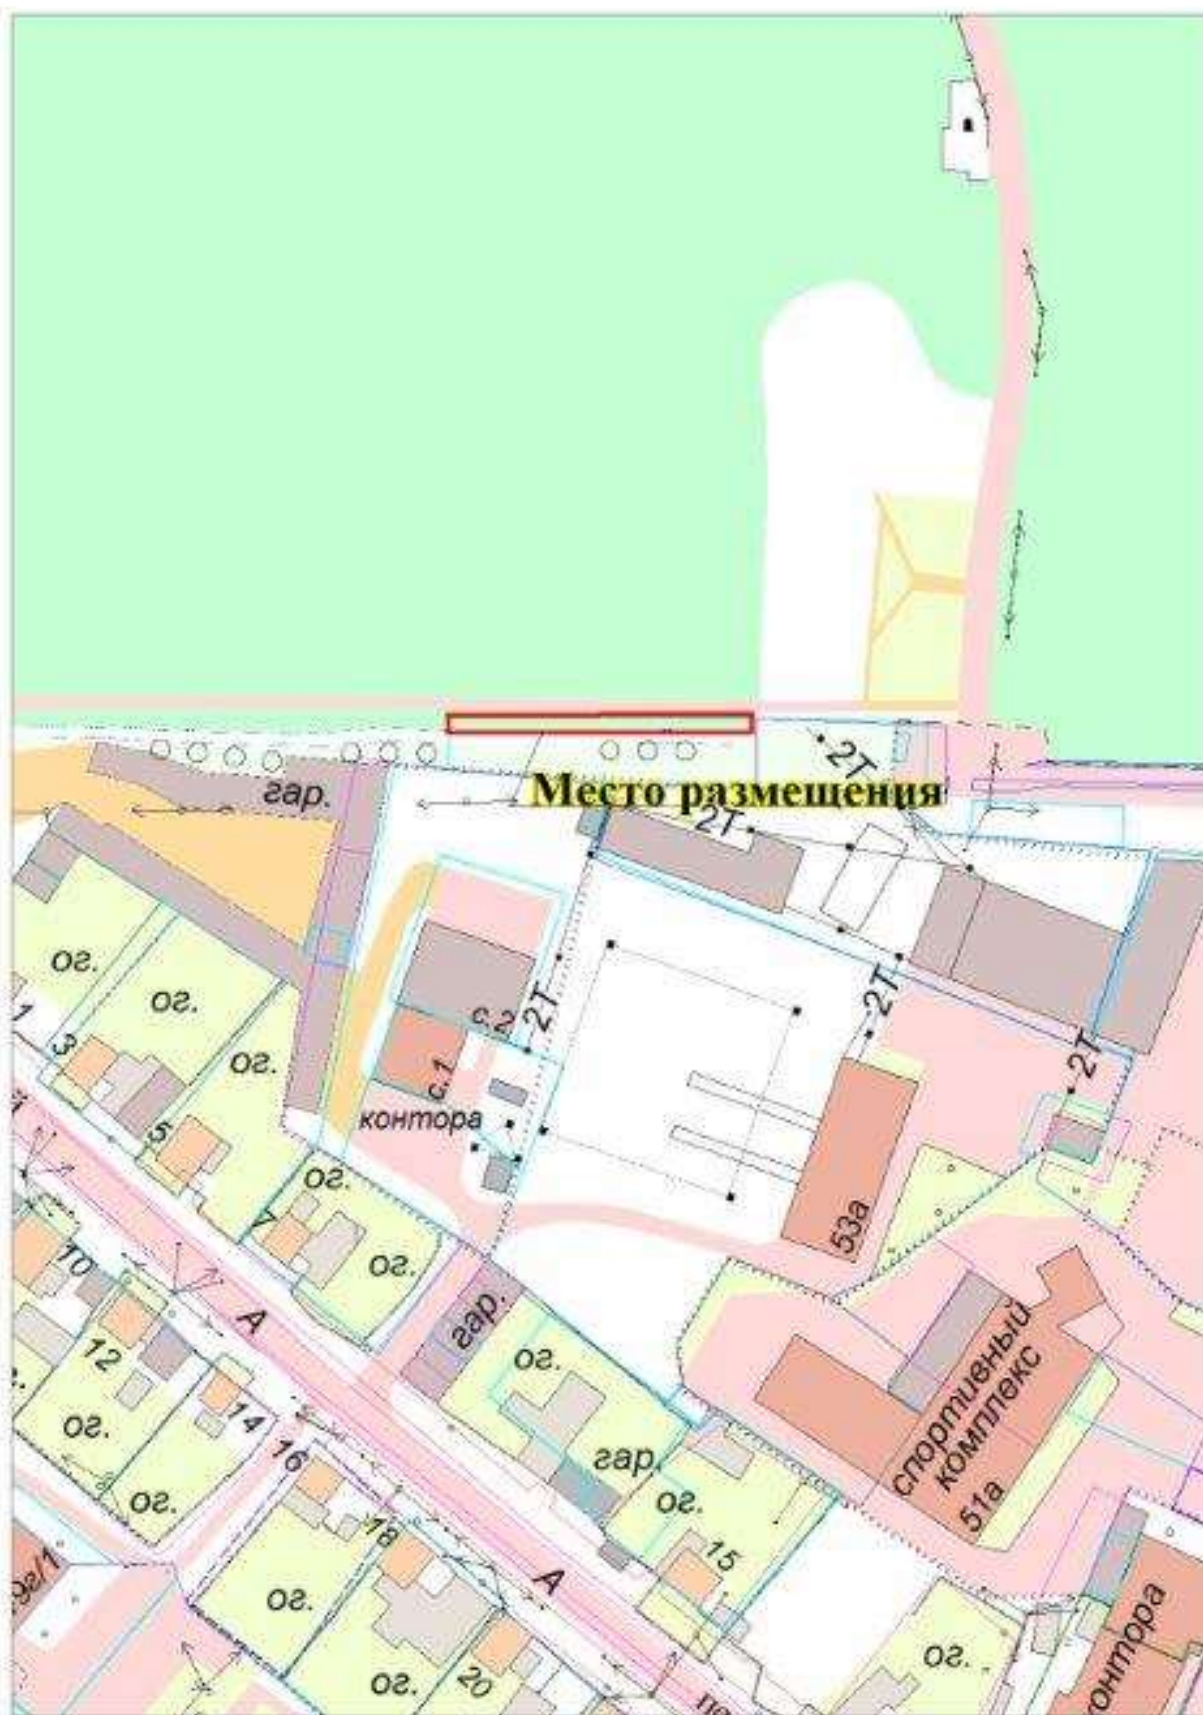 гар.
Место размещения
2Т
2Т
ог.
ог.
ог.
1
3
5
7
с.2
2Т
с.1
контора
2Т
2Т
ог.
ог.
53а
10
12
А
гар.
ог.
ог.
14
16
ог.
гар.
ог.
15
спортивный
комплекс
51а
18
А
ог.
ог.
20
ог.